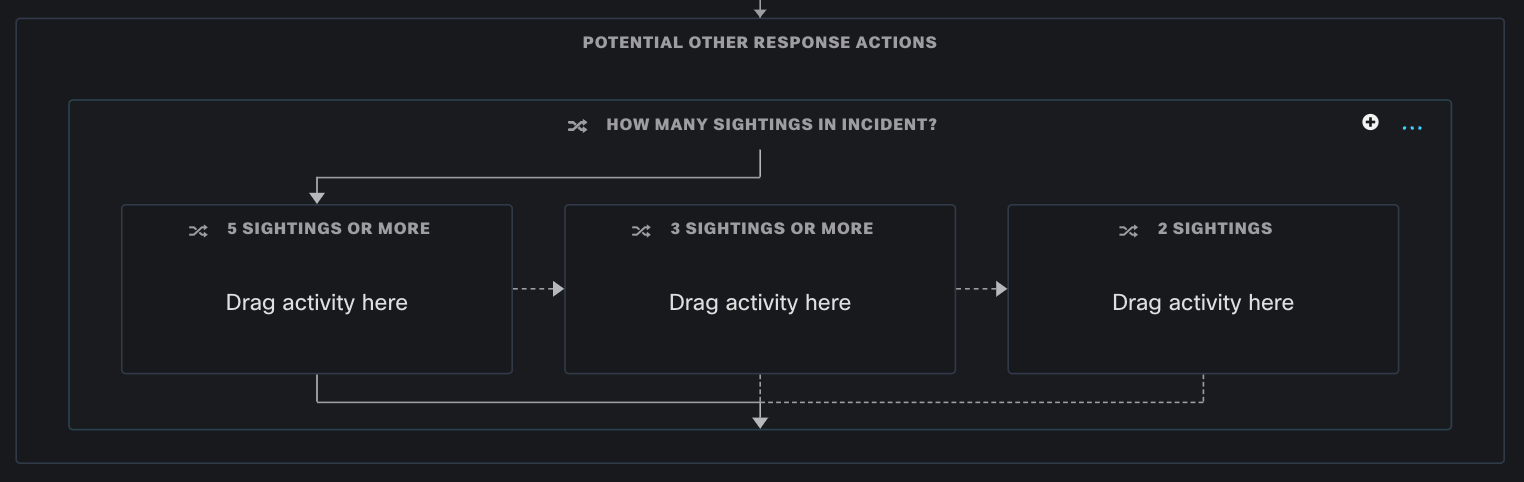 POTENTIAL OTHER RESPONSE ACTIONS
HOW MANY SIGHTINGS IN INCIDENT?
5 SIGHTINGS OR MORE
Drag activity here
3 SIGHTINGS OR MORE
Drag activity here
2 SIGHTINGS
Drag activity here